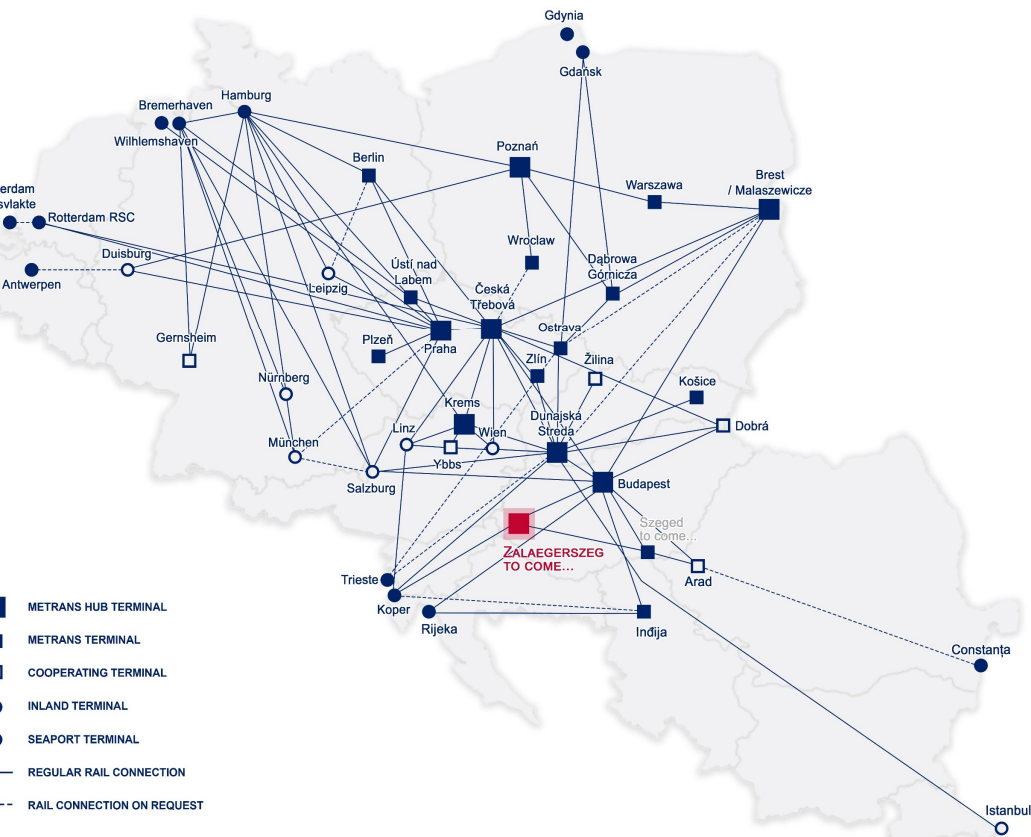 Gdynia
Gdańsk
Hamburg
Bremerhaven
Wilhlemshaven
Berlin
Poznań
Warszawa
Brest
/ Malaszewicze
erdam
svlakte
Rotterdam RSC
Duisburg
Antwerpen
Leipzig
Ústí nad
Labem
Wroclaw
Dąbrowa
Górnicza
Česká
Třebová
Gernsheim
Plzeň
Praha
Ostrava
Zlín
Žilina
Košice
Nürnberg
Krems
Dunajská
Streda
Dobrá
München
Linz
Wien
Ybbs
Salzburg
Budapest
Szeged
to come...
ZALAEGERSZEG
TO COME...
Arad
Trieste
Koper
Rijeka
Inđija
Constanța
Istanbul
METRANS HUB TERMINAL
METRANS TERMINAL
COOPERATING TERMINAL
INLAND TERMINAL
SEAPORT TERMINAL
REGULAR RAIL CONNECTION
RAIL CONNECTION ON REQUEST